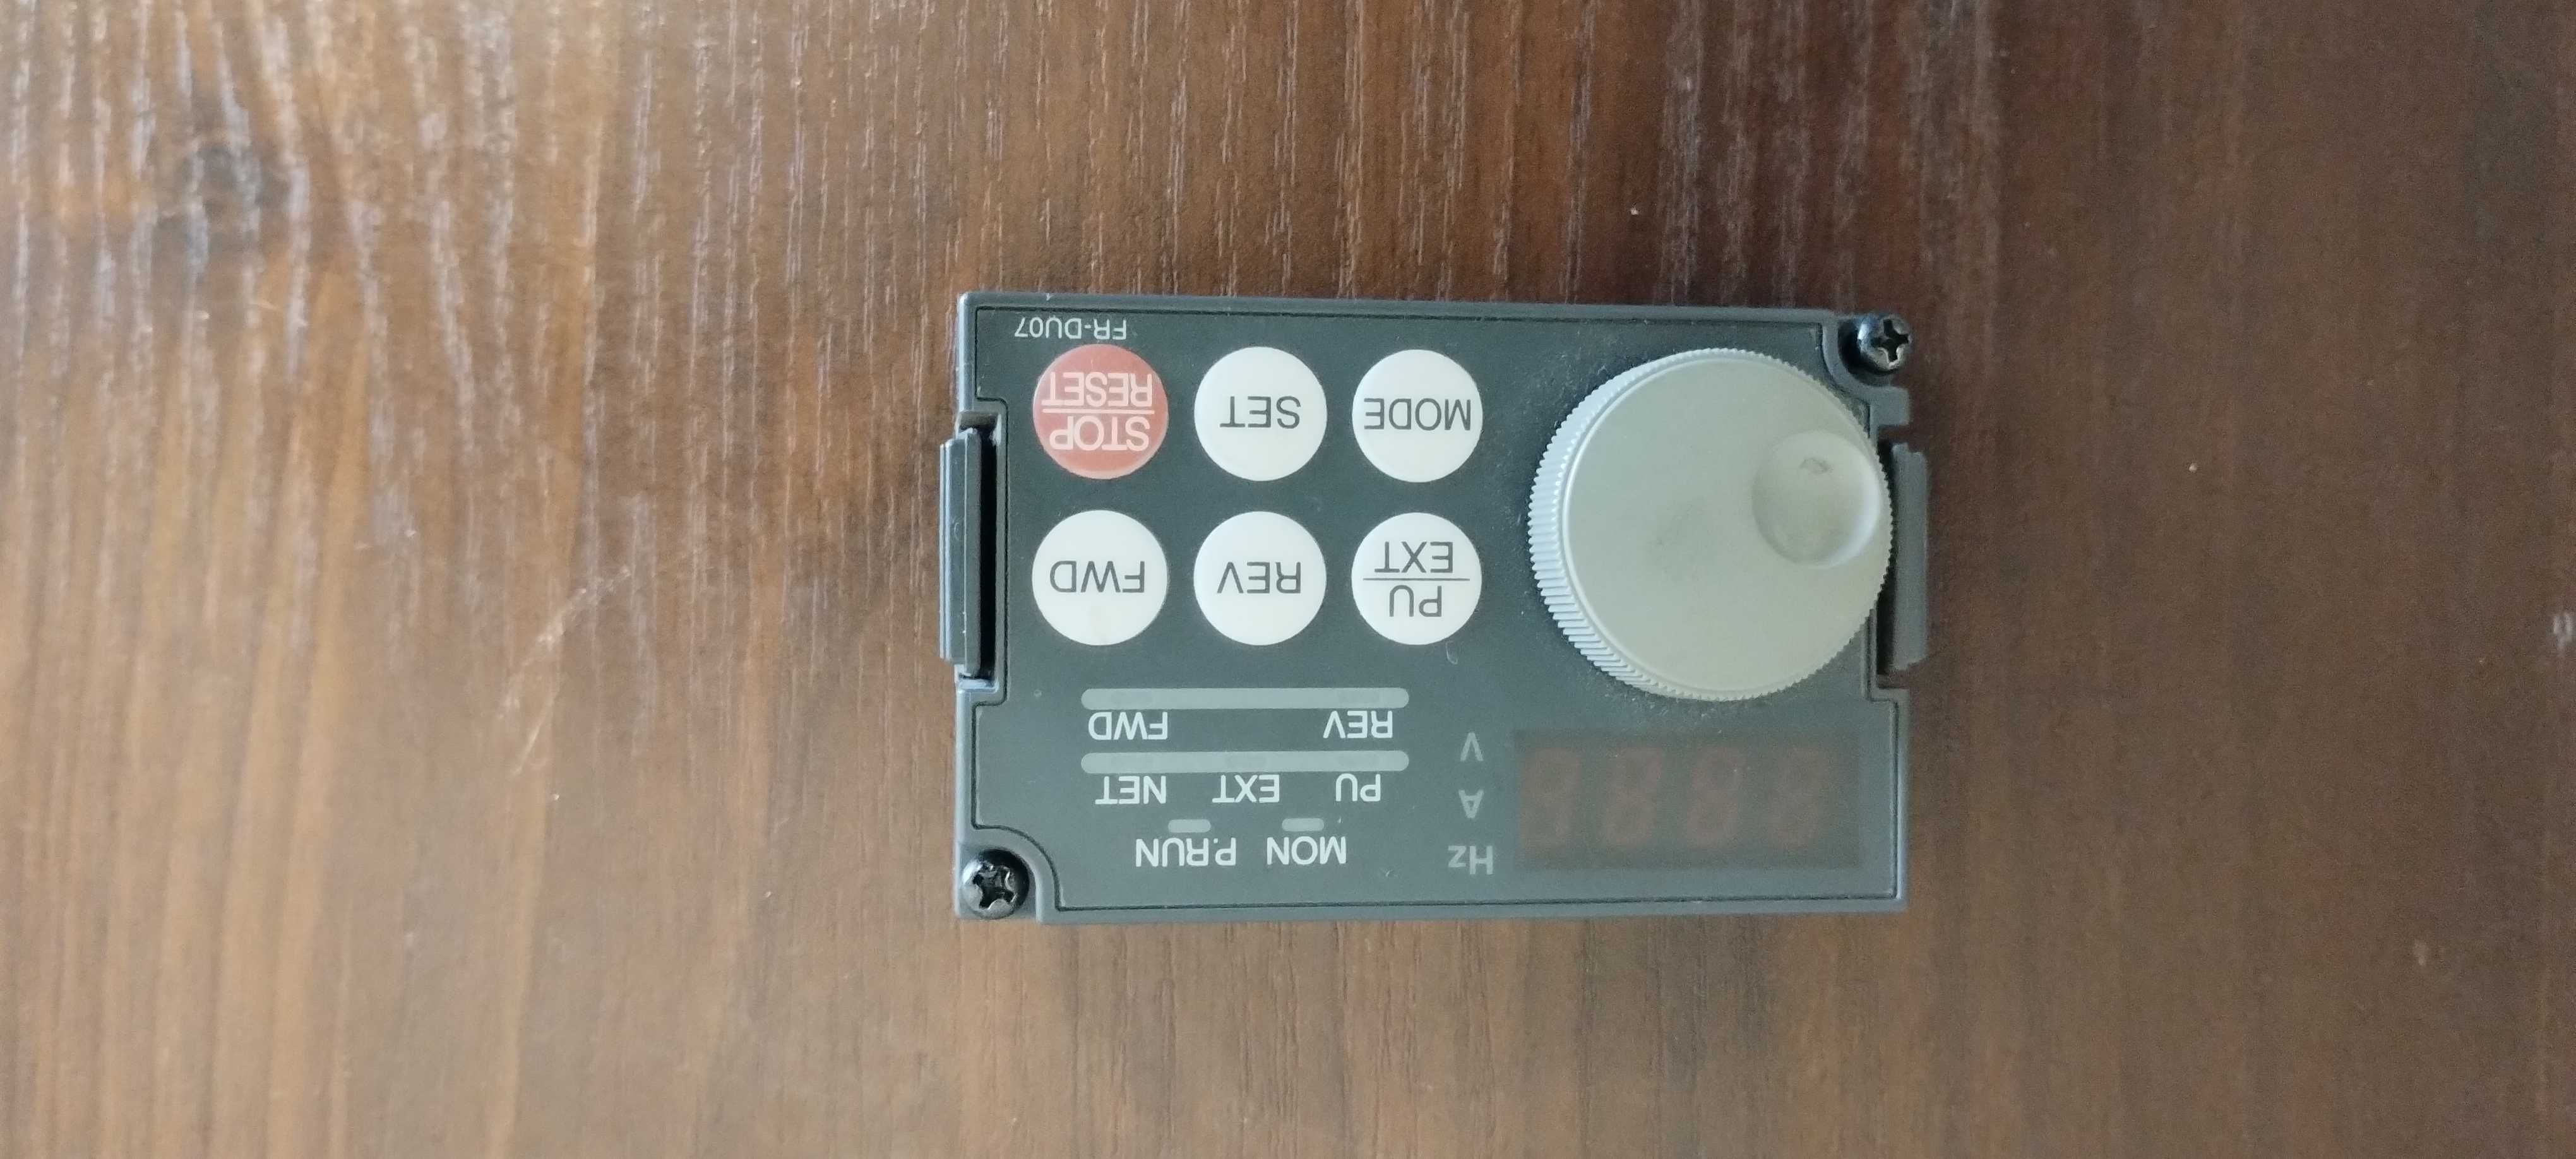 Hz
MON P.RUN
A
PU EXT NET
V
REV FWD
PU
EXT
REV
FWD
MODE
SET
STOP
RESET
FR-DU07